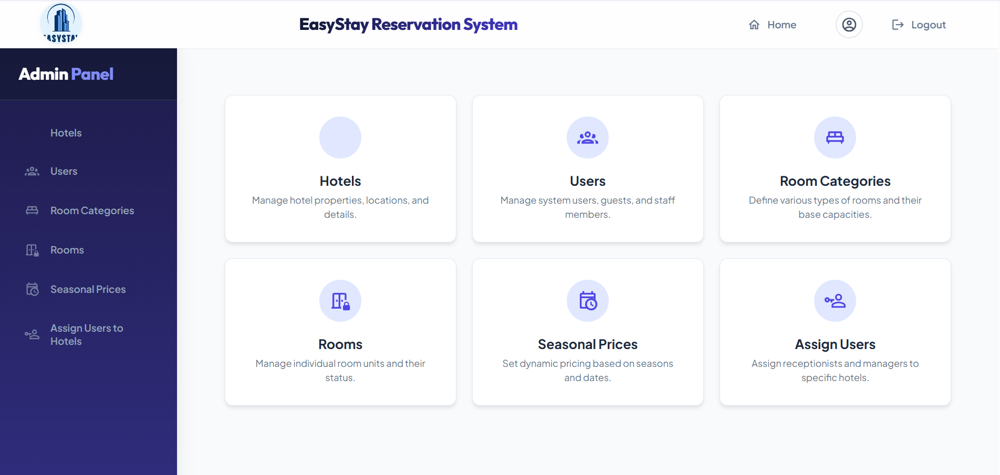 EASYSTAY
EasyStay Reservation System
Home
Logout
Admin Panel
Hotels
Users
Room Categories
Rooms
Seasonal Prices
Assign Users to
Hotels
Hotels
Manage hotel properties, locations, and
details.
Users
Manage system users, guests, and staff
members.
Room Categories
Define various types of rooms and their
base capacities.
Rooms
Manage individual room units and their
status.
Seasonal Prices
Set dynamic pricing based on seasons
and dates.
Assign Users
Assign receptionists and managers to
specific hotels.